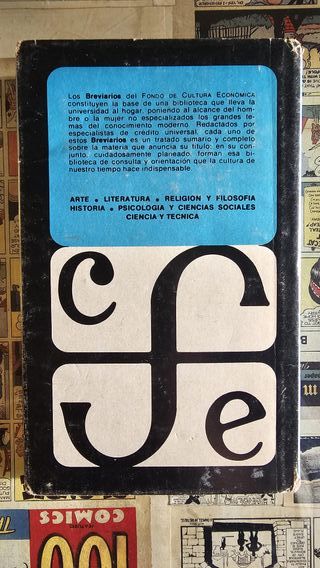 Los Breviarios del FONDO DE CULTURA ECONOMICA
constituyen la base de una biblioteca que lleva la
universidad al hogar, poniendo al alcance del hom-
bre o la mujer no especializados los grandes te-
mas del conocimiento moderno. Redactados por
especialistas de crédito universal, cada uno de
estos Breviarios es un tratado sumario y completo
sobre la materia que anuncia su título; en su con-
junto, cuidadosamente planeado, forman esa bi-
blioteca de consulta y orientación que la cultura de
nuestro tiempo hace indispensable.
ARTE • LITERATURA • RELIGION Y FILOSOFIA
HISTORIA • PSICOLOGIA Y CIENCIAS SOCIALES
CIENCIA Y TECNICA
c f e
COMICS
100